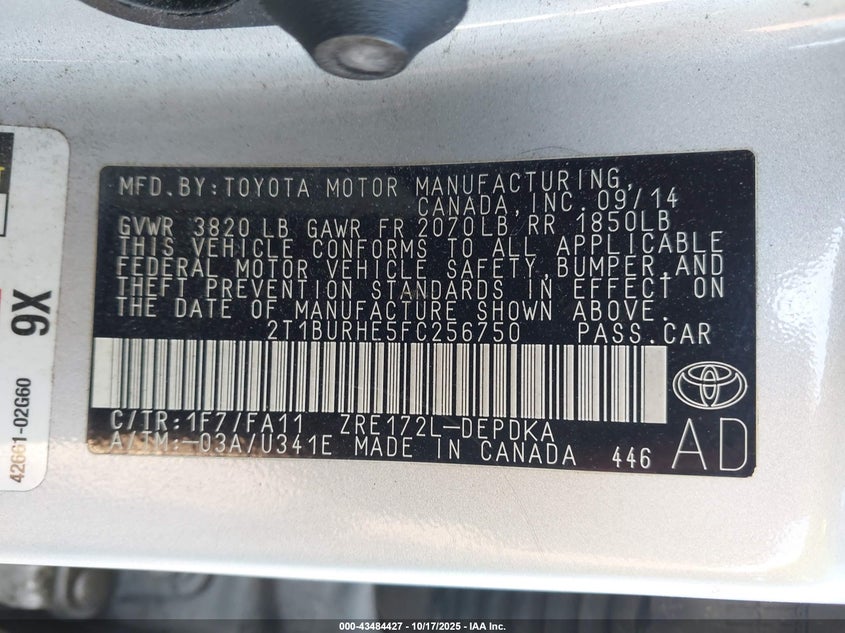 MFD.BY:TOYOTA MOTOR MANUFACTURING,
CANADA, INC. 09/14
GVWR 3820 LB GAWR FR 2070LB RR 1850LB
THIS VEHICLE CONFORMS TO ALL APPLICABLE
FEDERAL MOTOR VEHICLE SAFETY, BUMPER, AND
THEFT PREVENTION STANDARDS IN EFFECT ON
THE DATE OF MANUFACTURE SHOWN ABOVE.
2T1BURHE5FC256750 PASS.CAR
C/TR:1F7/FA11 ZRE172L-DEPDKA
A/TM:-03A/U341E MADE IN CANADA 446 AD
9X
42661-02G60
000-43484427 - 10/17/2025 - IAA Inc.